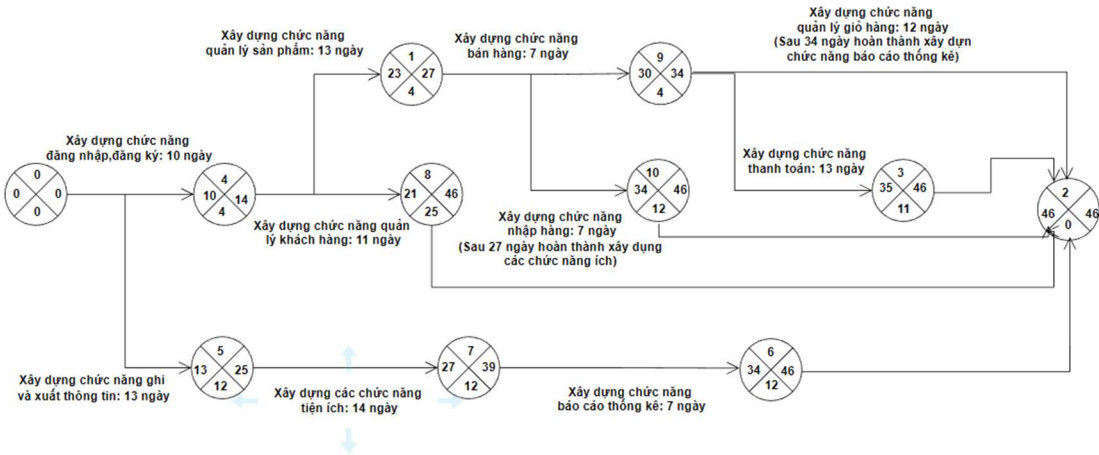 Xây dựng chức năng
quản lý sản phẩm: 13 ngày
Xây dựng chức năng
bán hàng: 7 ngày
Xây dựng chức năng
quản lý giỏ hàng: 12 ngày
(Sau 34 ngày hoàn thành xây dựn
chức năng báo cáo thống kê)
1
23 27
4
9
30 34
4
Xây dựng chức năng
đăng nhập,đăng ký: 10 ngày
0
0 0
0
4
10 14
4
8
21 46
25
10
34 46
12
Xây dựng chức năng
thanh toán: 13 ngày
3
35 46
11
2
46 46
0
Xây dựng chức năng quản
lý khách hàng: 11 ngày
Xây dựng chức năng
nhập hàng: 7 ngày
(Sau 27 ngày hoàn thành xây dụng
các chức năng ích)
5
13 25
12
7
27 39
12
6
34 46
12
Xây dựng chức năng ghi
và xuất thông tin: 13 ngày
Xây dựng các chức năng
tiện ích: 14 ngày
Xây dựng chức năng
báo cáo thống kê: 7 ngày